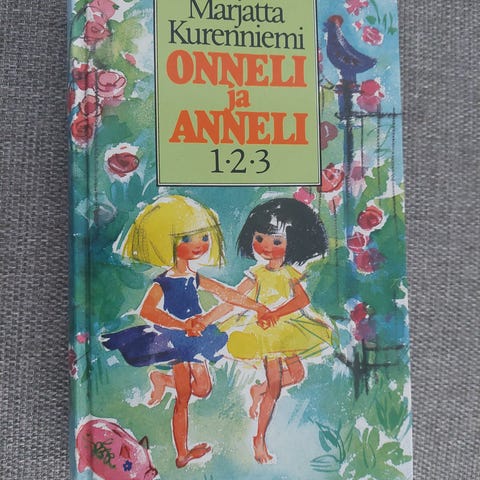 Marjatta
Kurenniemi
ONNELI
ja
ANNELI
1·2·3